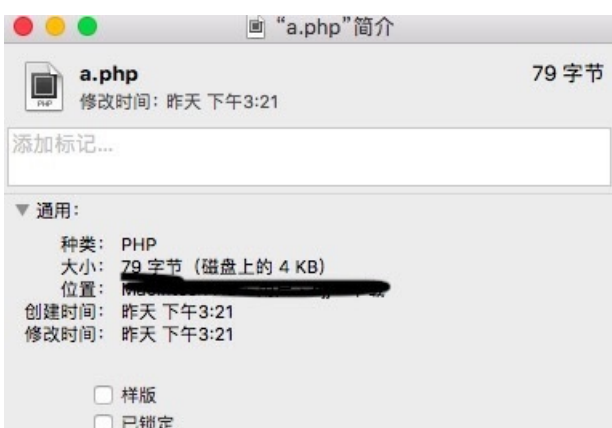 “a.php”简介
a.php
79 字节
修改时间：昨天 下午3:21
添加标记...
通用：
种类： PHP
大小： 79 字节（磁盘上的 4 KB）
位置：
创建时间： 昨天 下午3:21
修改时间： 昨天 下午3:21
样版
已锁定